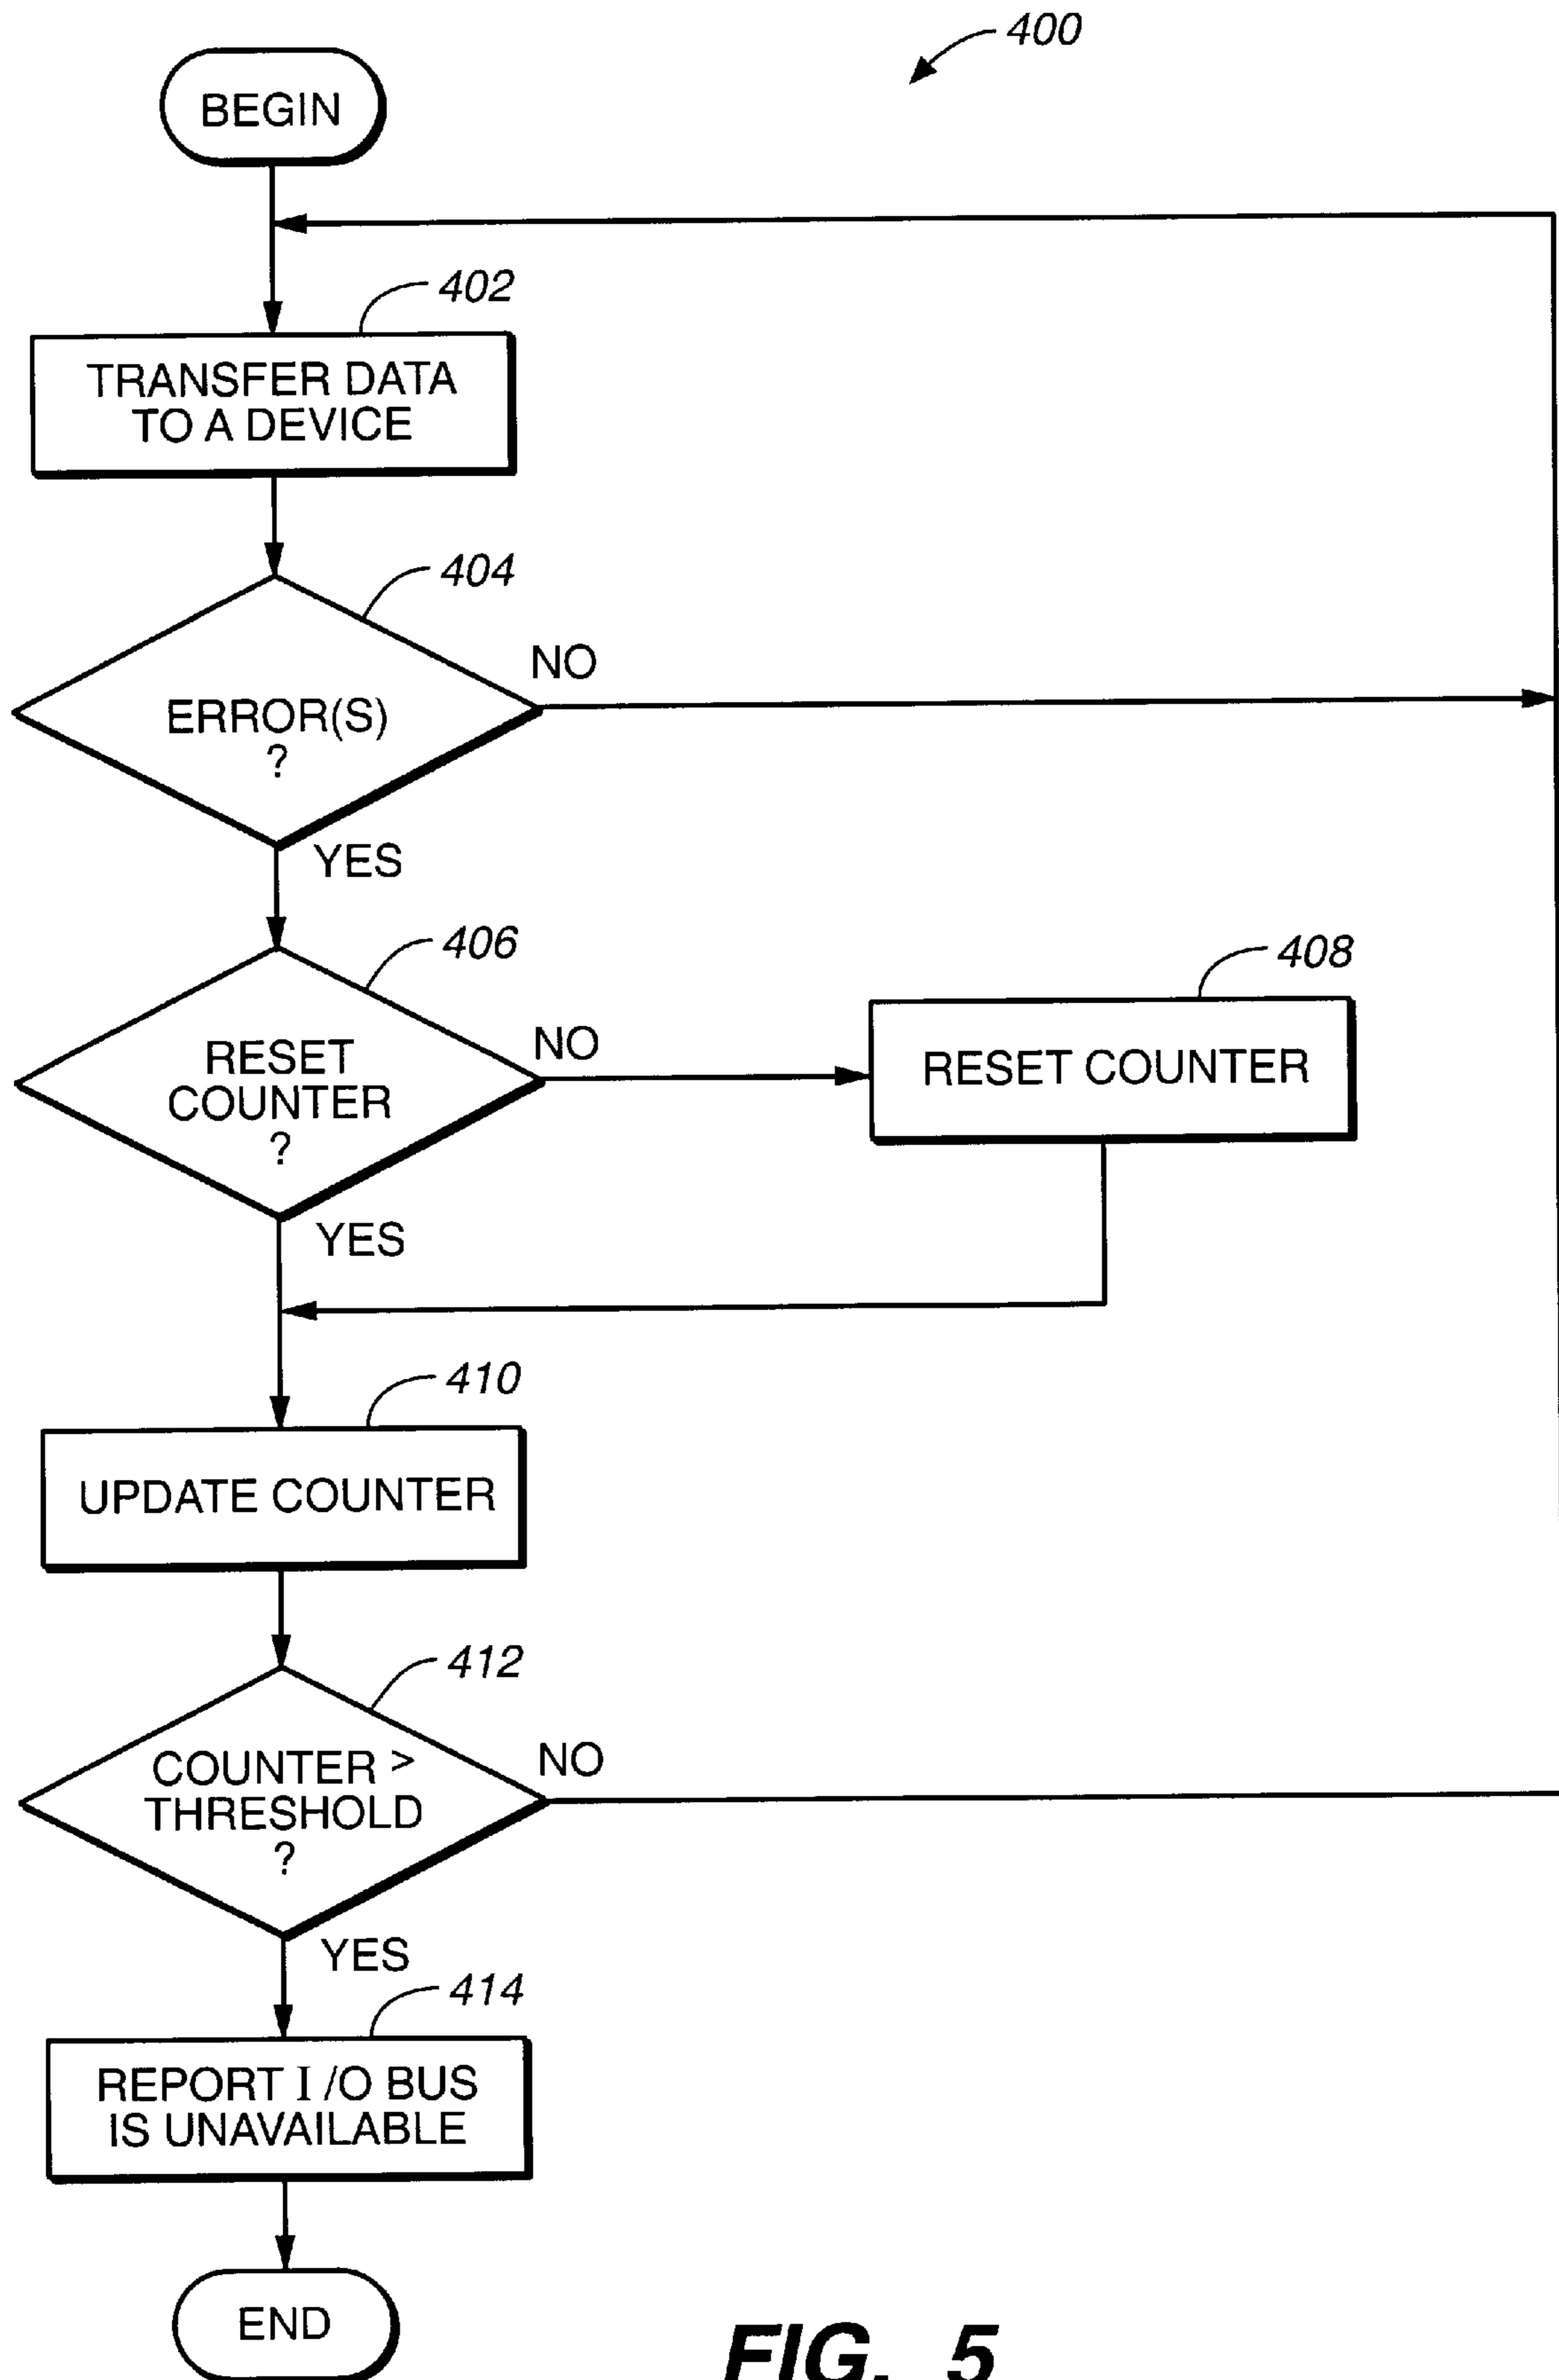 400
BEGIN
402
TRANSFER DATA
TO A DEVICE
404
NO
ERROR(S)
?
YES
406
408
NO
RESET
COUNTER
?
RESET COUNTER
YES
410
UPDATE COUNTER
412
NO
COUNTER >
THRESHOLD
?
YES
414
REPORT I/O BUS
IS UNAVAILABLE
END
FIG. 5